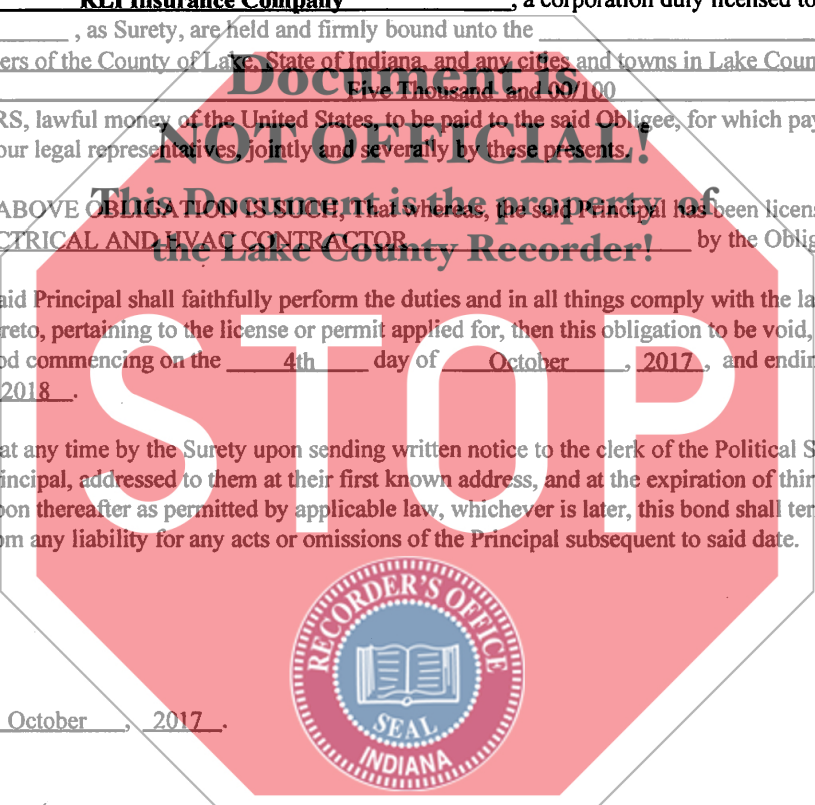 RLI Insurance Company , a corporation duly licensed to
, as Surety, are held and firmly bound unto the
ers of the County of Lake, State of Indiana, and any cities and towns in Lake Coun
Document is
Five Thousand and 00/100
RS, lawful money of the United States, to be paid to the said Obligee, for which pay
NOT OFFICIAL!
our legal representatives, jointly and severally by these presents.
This Document is the property of
ABOVE OBLIGATION IS SUCH, That whereas, the said Principal has been licens
the Lake County Recorder!
CTRICAL AND HVAC CONTRACTOR by the Oblig
aid Principal shall faithfully perform the duties and in all things comply with the la
reto, pertaining to the license or permit applied for, then this obligation to be void,
od commencing on the 4th day of October , 2017 , and endin
2018 .
STOP
at any time by the Surety upon sending written notice to the clerk of the Political S
incipal, addressed to them at their first known address, and at the expiration of thir
oon thereafter as permitted by applicable law, whichever is later, this bond shall ter
om any liability for any acts or omissions of the Principal subsequent to said date.
RECORDER'S OFFICE
SEAL
INDIANA
October , 2017 .